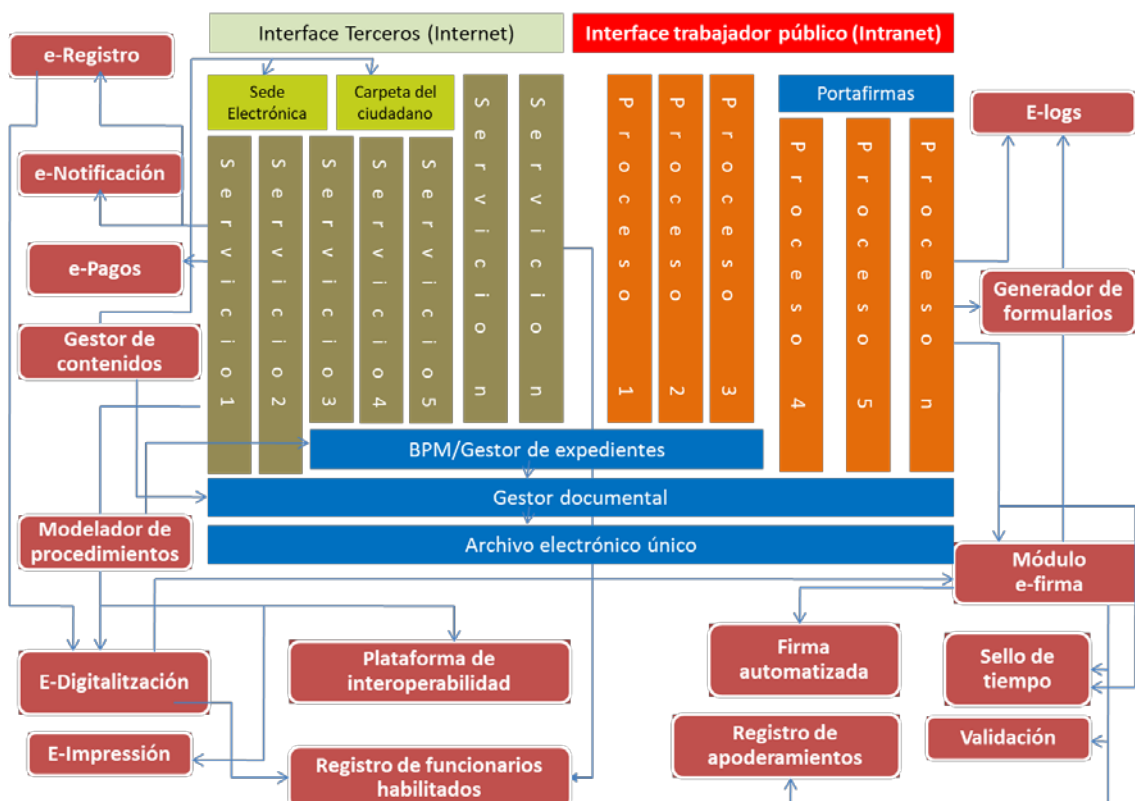 Interface Terceros (Internet)
Interface trabajador público (Intranet)
e-Registro
Sede
Electrónica
Carpeta del
ciudadano
Portafirmas
E-logs
e-Notificación
e-Pagos
Gestor de
contenidos
Servicio 1
Servicio 2
Servicio 3
Servicio 4
Servicio 5
Servicio n
Servicio n
Proceso 1
Proceso 2
Proceso 3
Proceso 4
Proceso 5
Proceso n
Generador de
formularios
BPM/Gestor de expedientes
Gestor documental
Archivo electrónico único
Modelador de
procedimientos
Módulo
e-firma
E-Digitalitzación
Plataforma de
interoperabilidad
Firma
automatizada
Sello de
tiempo
E-Impressión
Registro de funcionarios
habilitados
Registro de
apoderamientos
Validación